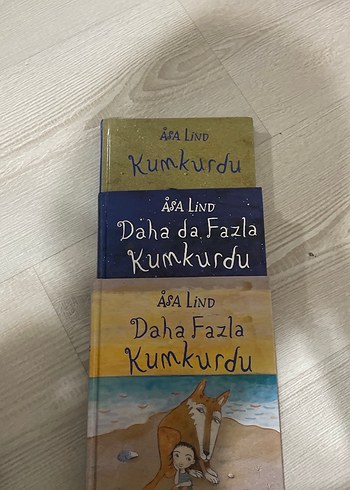 ÅSA LIND
Kumkurdu
ÅSA LIND
Daha da Fazla
Kumkurdu
ÅSA LIND
Daha Fazla
Kumkurdu